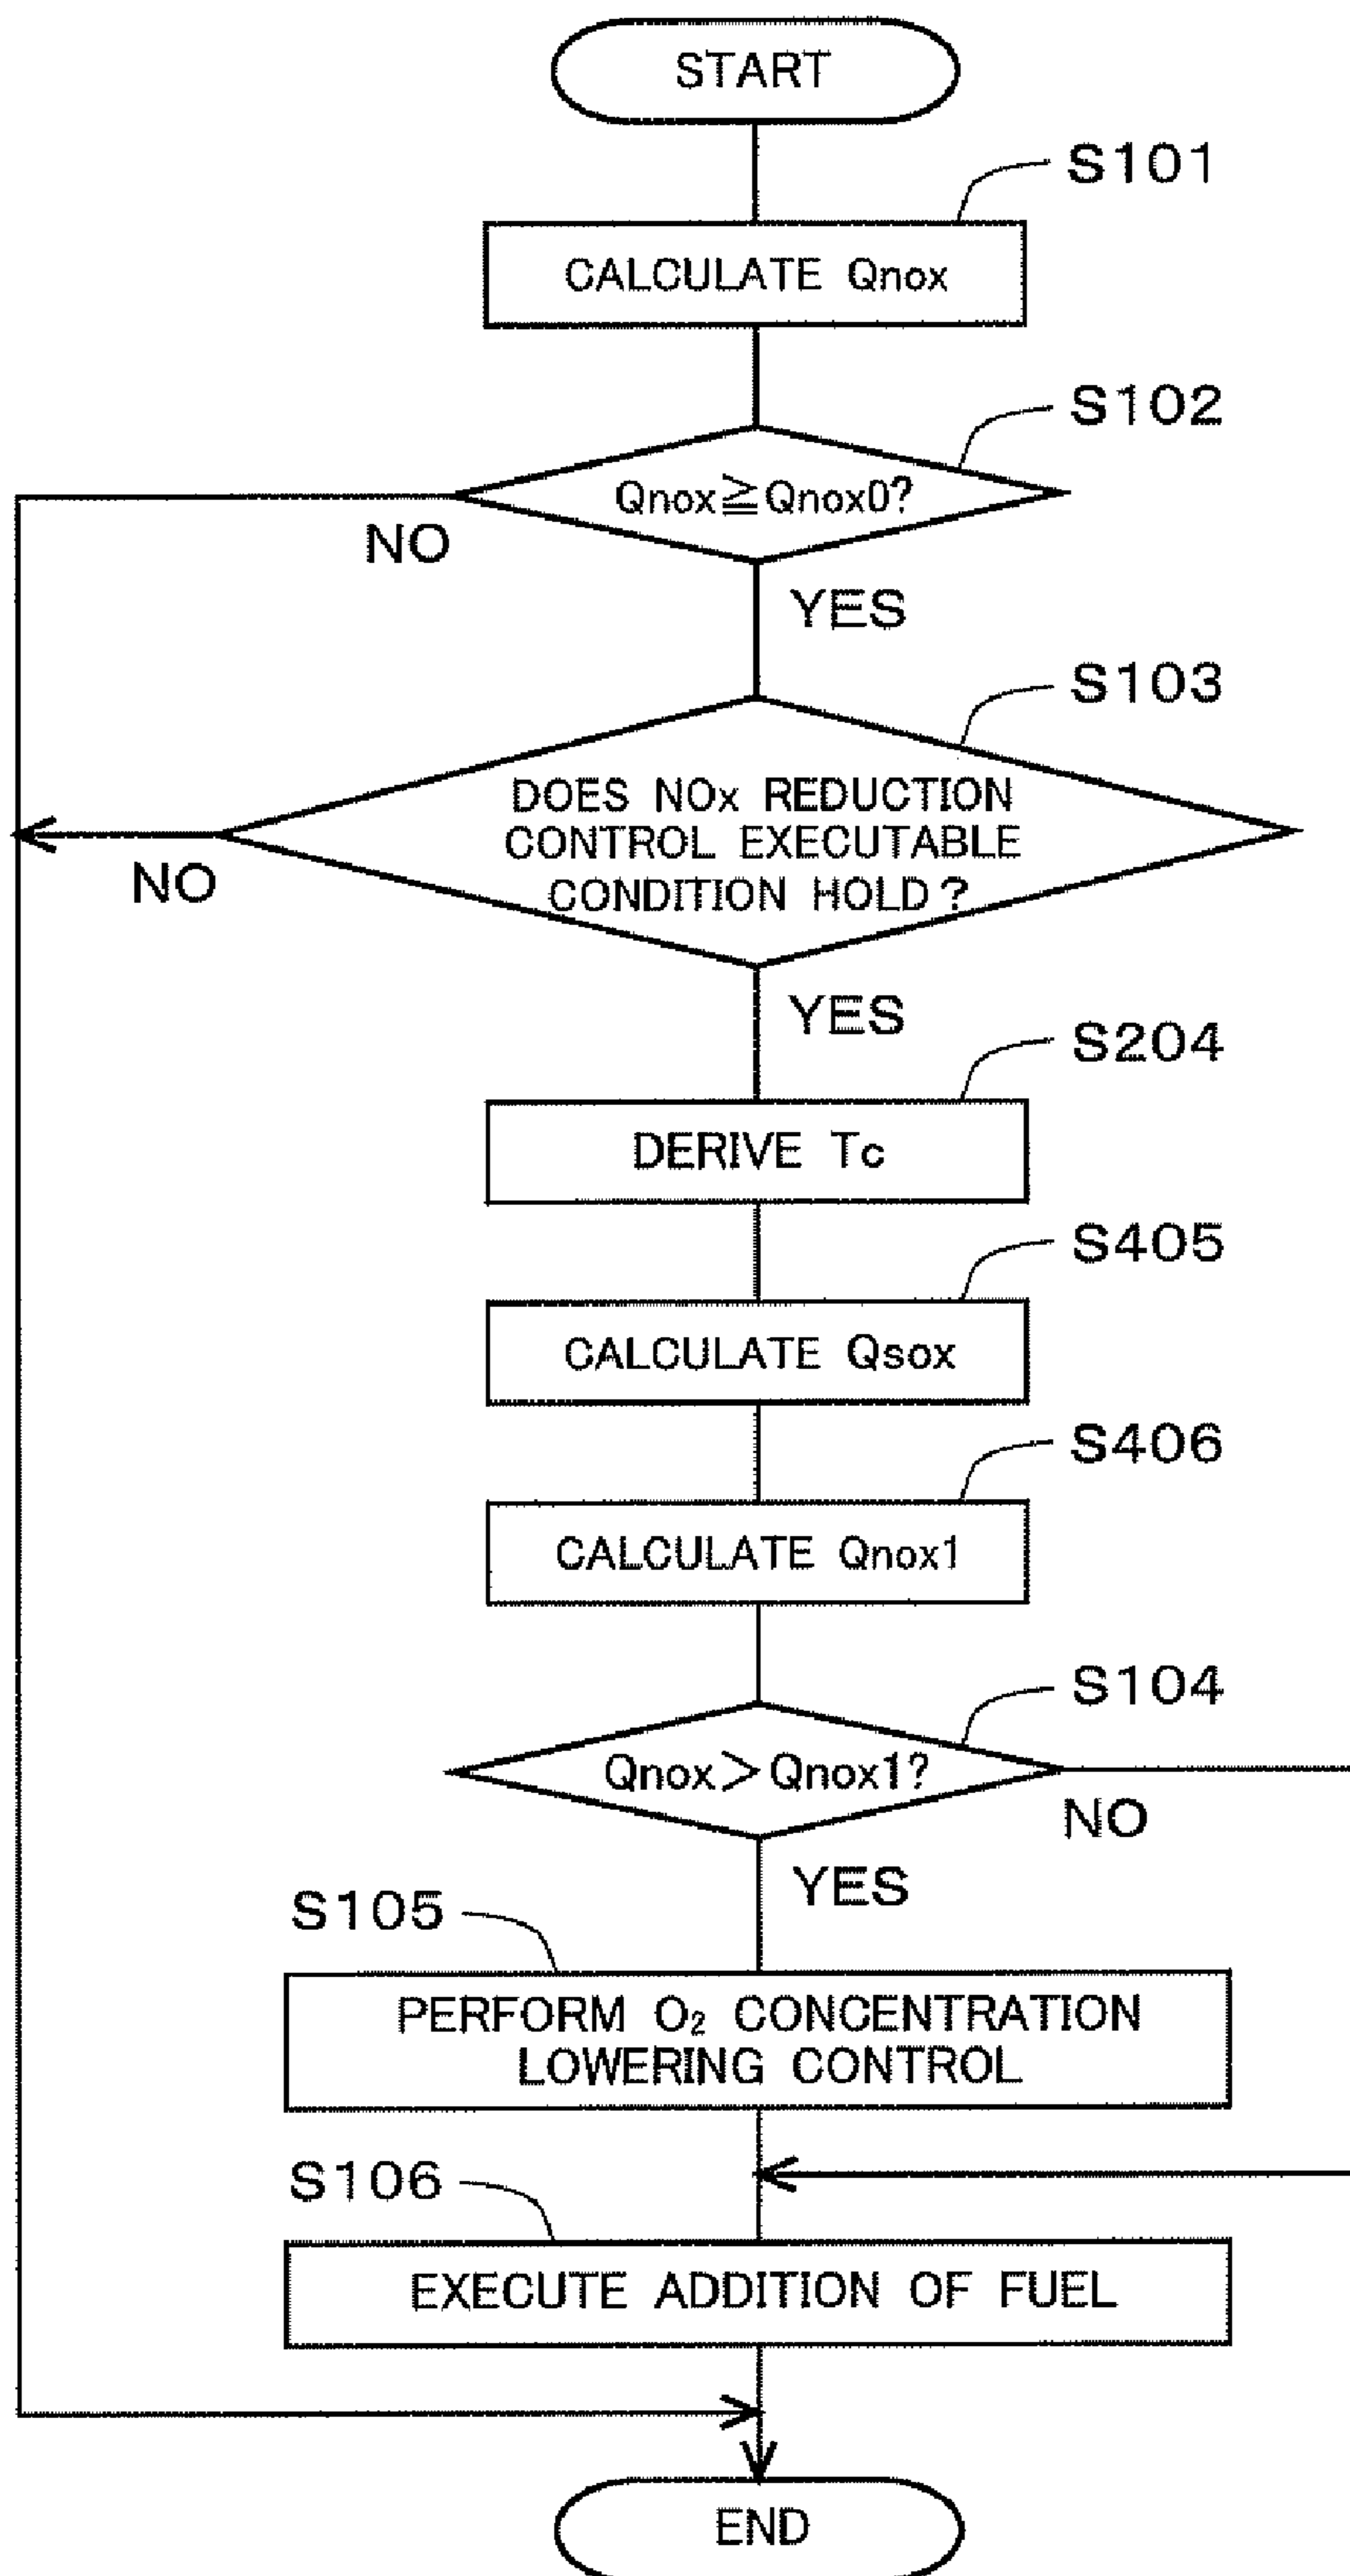 START
S101
CALCULATE Qnox
S102
Qnox≧Qnox0?
NO
YES
S103
DOES NOx REDUCTION
CONTROL EXECUTABLE
CONDITION HOLD?
NO
YES
S204
DERIVE Tc
S405
CALCULATE Qsox
S406
CALCULATE Qnox1
S104
Qnox>Qnox1?
NO
YES
S105
PERFORM O₂ CONCENTRATION
LOWERING CONTROL
S106
EXECUTE ADDITION OF FUEL
END